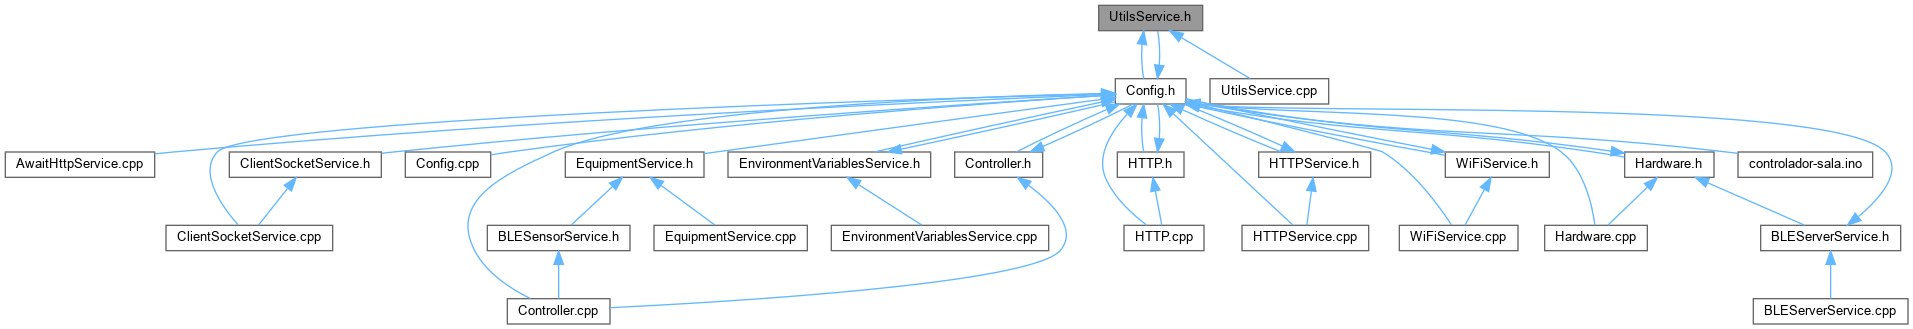 UtilsService.h
Config.h
UtilsService.cpp
AwaitHttpService.cpp
ClientSocketService.h
Config.cpp
EquipmentService.h
EnvironmentVariablesService.h
Controller.h
HTTP.h
HTTPService.h
WiFiService.h
Hardware.h
controlador-sala.ino
ClientSocketService.cpp
BLESensorService.h
EquipmentService.cpp
EnvironmentVariablesService.cpp
HTTP.cpp
HTTPService.cpp
WiFiService.cpp
Hardware.cpp
BLEServerService.h
Controller.cpp
BLEServerService.cpp